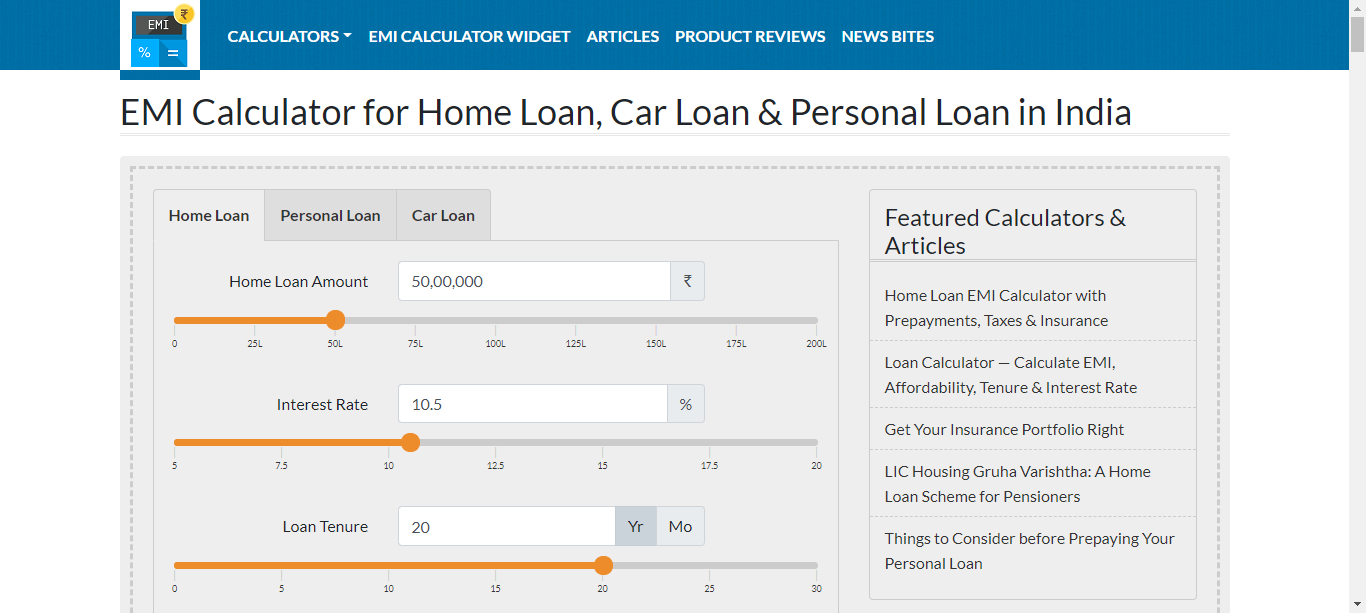 EMI
₹
%
=
CALCULATORS
EMI CALCULATOR WIDGET
ARTICLES
PRODUCT REVIEWS
NEWS BITES
EMI Calculator for Home Loan, Car Loan & Personal Loan in India
Home Loan
Personal Loan
Car Loan
Home Loan Amount
50,00,000
₹
0
25L
50L
75L
100L
125L
150L
175L
200L
Interest Rate
10.5
%
5
7.5
10
12.5
15
17.5
20
Loan Tenure
20
Yr
Mo
0
5
10
15
20
25
30
Featured Calculators &
Articles
Home Loan EMI Calculator with
Prepayments, Taxes & Insurance
Loan Calculator — Calculate EMI,
Affordability, Tenure & Interest Rate
Get Your Insurance Portfolio Right
LIC Housing Gruha Varishtha: A Home
Loan Scheme for Pensioners
Things to Consider before Prepaying Your
Personal Loan